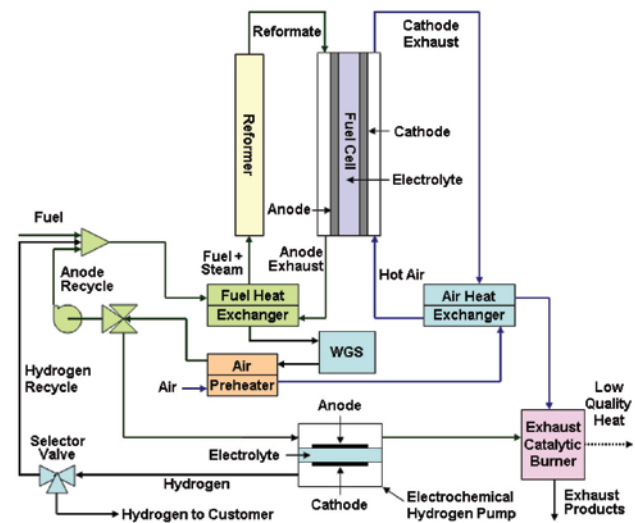 Reformate
Cathode
Exhaust
Reformer
Fuel Cell
Cathode
Electrolyte
Anode
Fuel
Fuel +
Steam
Anode
Exhaust
Hot Air
Anode
Recycle
Fuel Heat
Exchanger
Air Heat
Exchanger
WGS
Air
Preheater
Air
Hydrogen
Recycle
Low
Quality
Heat
Anode
Selector
Valve
Electrolyte
Exhaust
Catalytic
Burner
Hydrogen
Cathode
Electrochemical
Hydrogen Pump
Exhaust
Products
Hydrogen to Customer